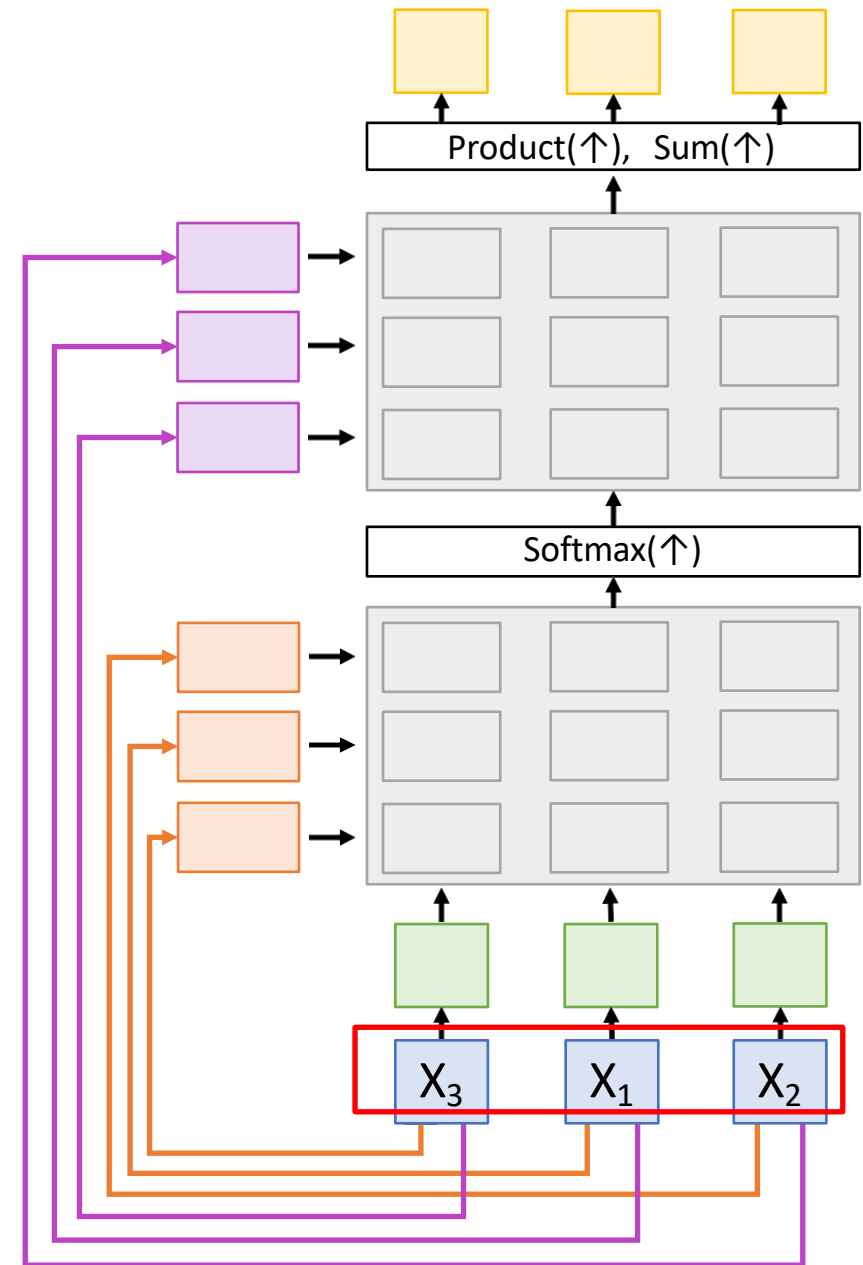 Product(↑), Sum(↑)
Softmax(↑)
X₃ X₁ X₂